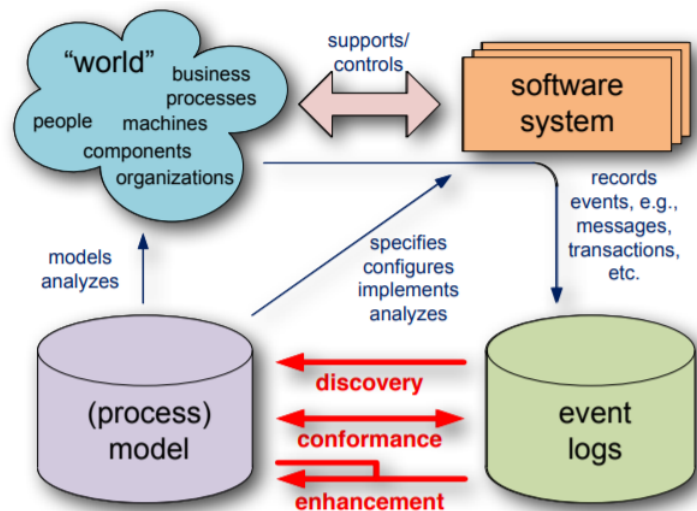 “world”
business
processes
people
machines
components
organizations
supports/
controls
software
system
models
analyzes
specifies
configures
implements
analyzes
records
events, e.g.,
messages,
transactions,
etc.
(process)
model
discovery
conformance
enhancement
event
logs